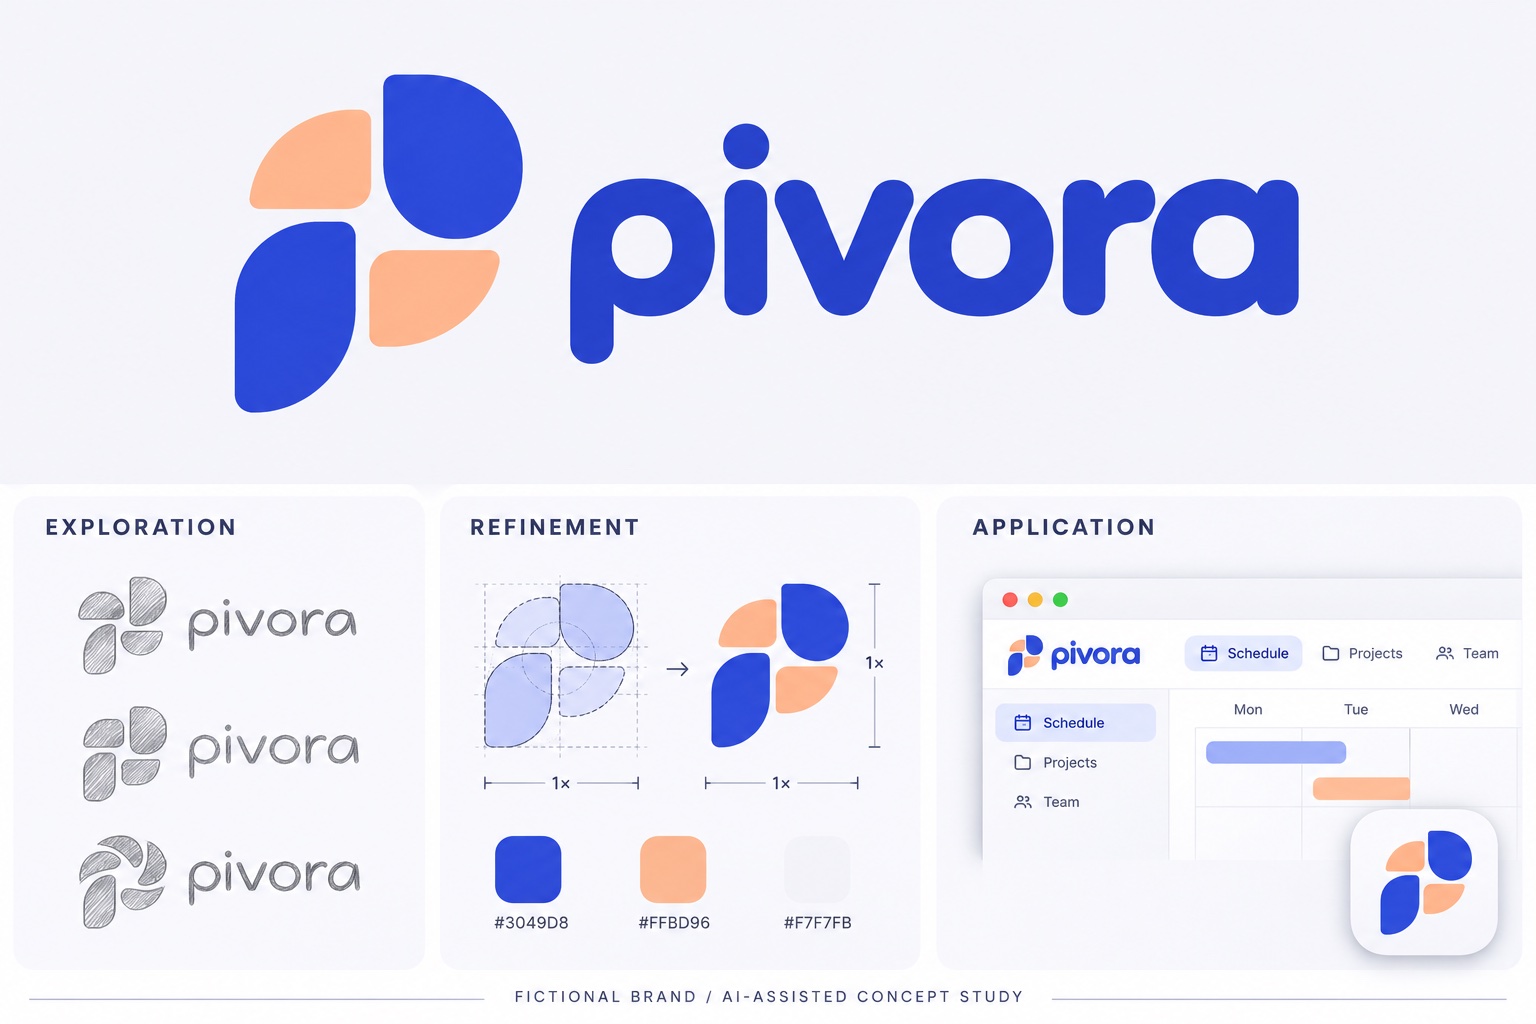 pivora
EXPLORATION
pivora
pivora
pivora
REFINEMENT
1×
1×
1×
#3049D8
#FFBD96
#F7F7FB
APPLICATION
pivora
Schedule
Projects
Team
Schedule
Projects
Team
Mon
Tue
Wed
FICTIONAL BRAND / AI-ASSISTED CONCEPT STUDY